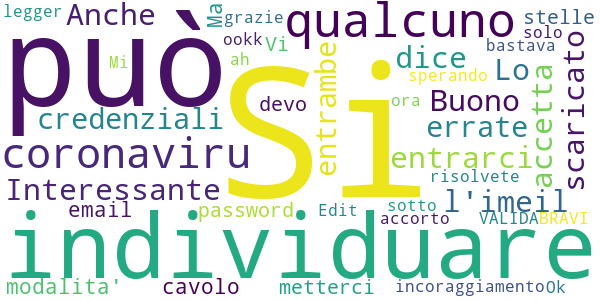 legger Anche Ma grazie qualcuno stelle
può Mi ookk Vi bastava solo
ah dice Lo
Si sperando
credenziali devo entrambe ora Buono accetta scaricato
errate
coronaviru entrarci
Interessante risolvete
email password Edit sotto l'imeil
accorto VALIDA BRAVI
individuare
modalita' cavolo metterci incoraggiamento Ok